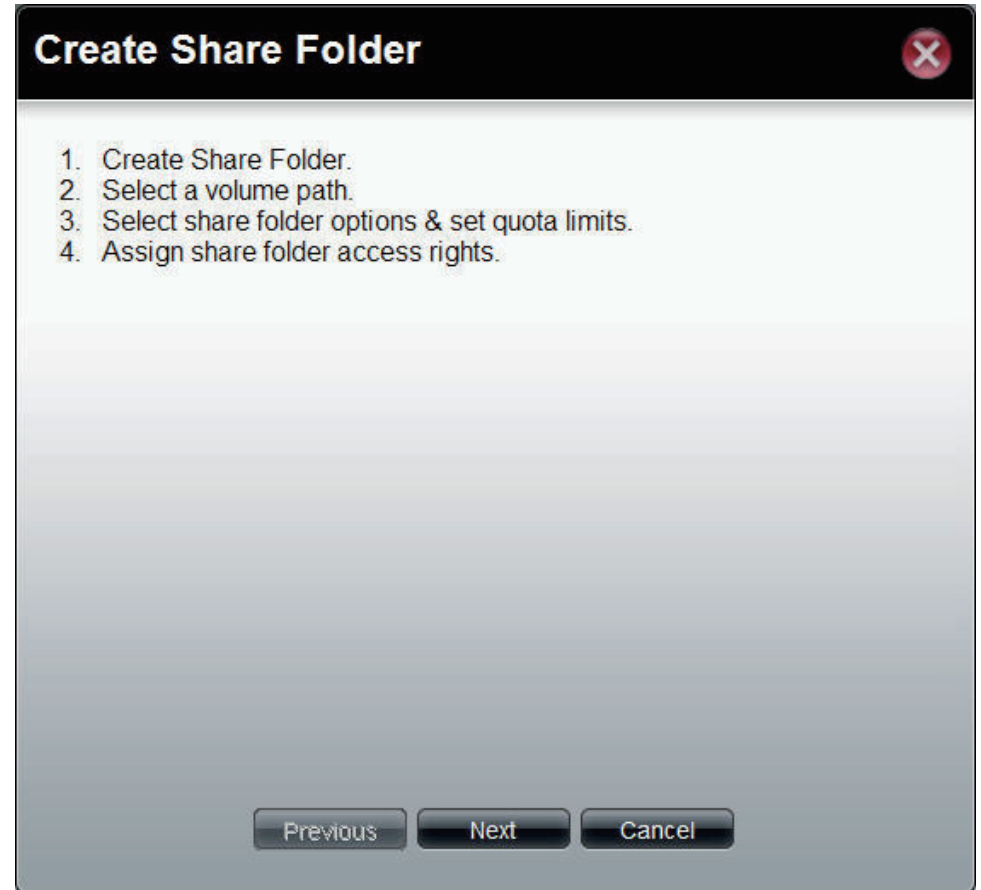 Create Share Folder
1. Create Share Folder.
2. Select a volume path.
3. Select share folder options & set quota limits.
4. Assign share folder access rights.
Previous Next Cancel